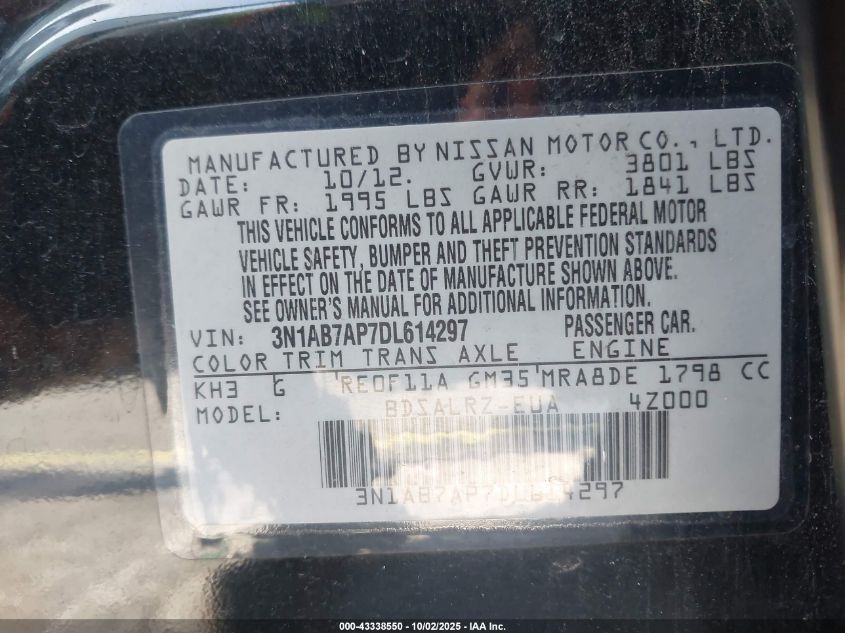 MANUFACTURED BY NISSAN MOTOR CO., LTD.
DATE: 10/12. GVWR: 3801 LBS
GAWR FR: 1995 LBS GAWR RR: 1841 LBS
THIS VEHICLE CONFORMS TO ALL APPLICABLE FEDERAL MOTOR
VEHICLE SAFETY, BUMPER AND THEFT PREVENTION STANDARDS
IN EFFECT ON THE DATE OF MANUFACTURE SHOWN ABOVE.
SEE OWNER'S MANUAL FOR ADDITIONAL INFORMATION.
VIN: 3N1AB7AP7DL614297 PASSENGER CAR.
COLOR TRIM TRANS AXLE ENGINE
KH3 G RE0F11A GM35 MRA8DE 1798 CC
MODEL: BDSALRZ-EUA 4Z000
3N1AB7AP7DL614297
000-43338550 - 10/02/2025 - IAA Inc.